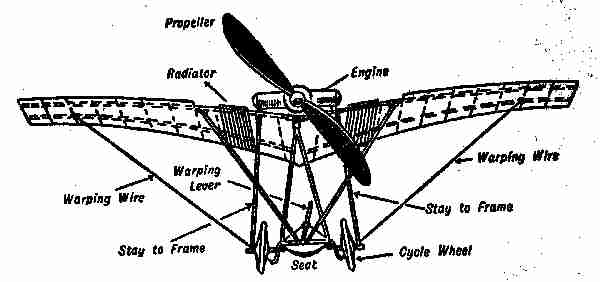 Propeller
Radiator
Engine
Warping
Lever
Warping Wire
Warping Wire
Stay to Frame
Stay to Frame
Cycle Wheel
Seat